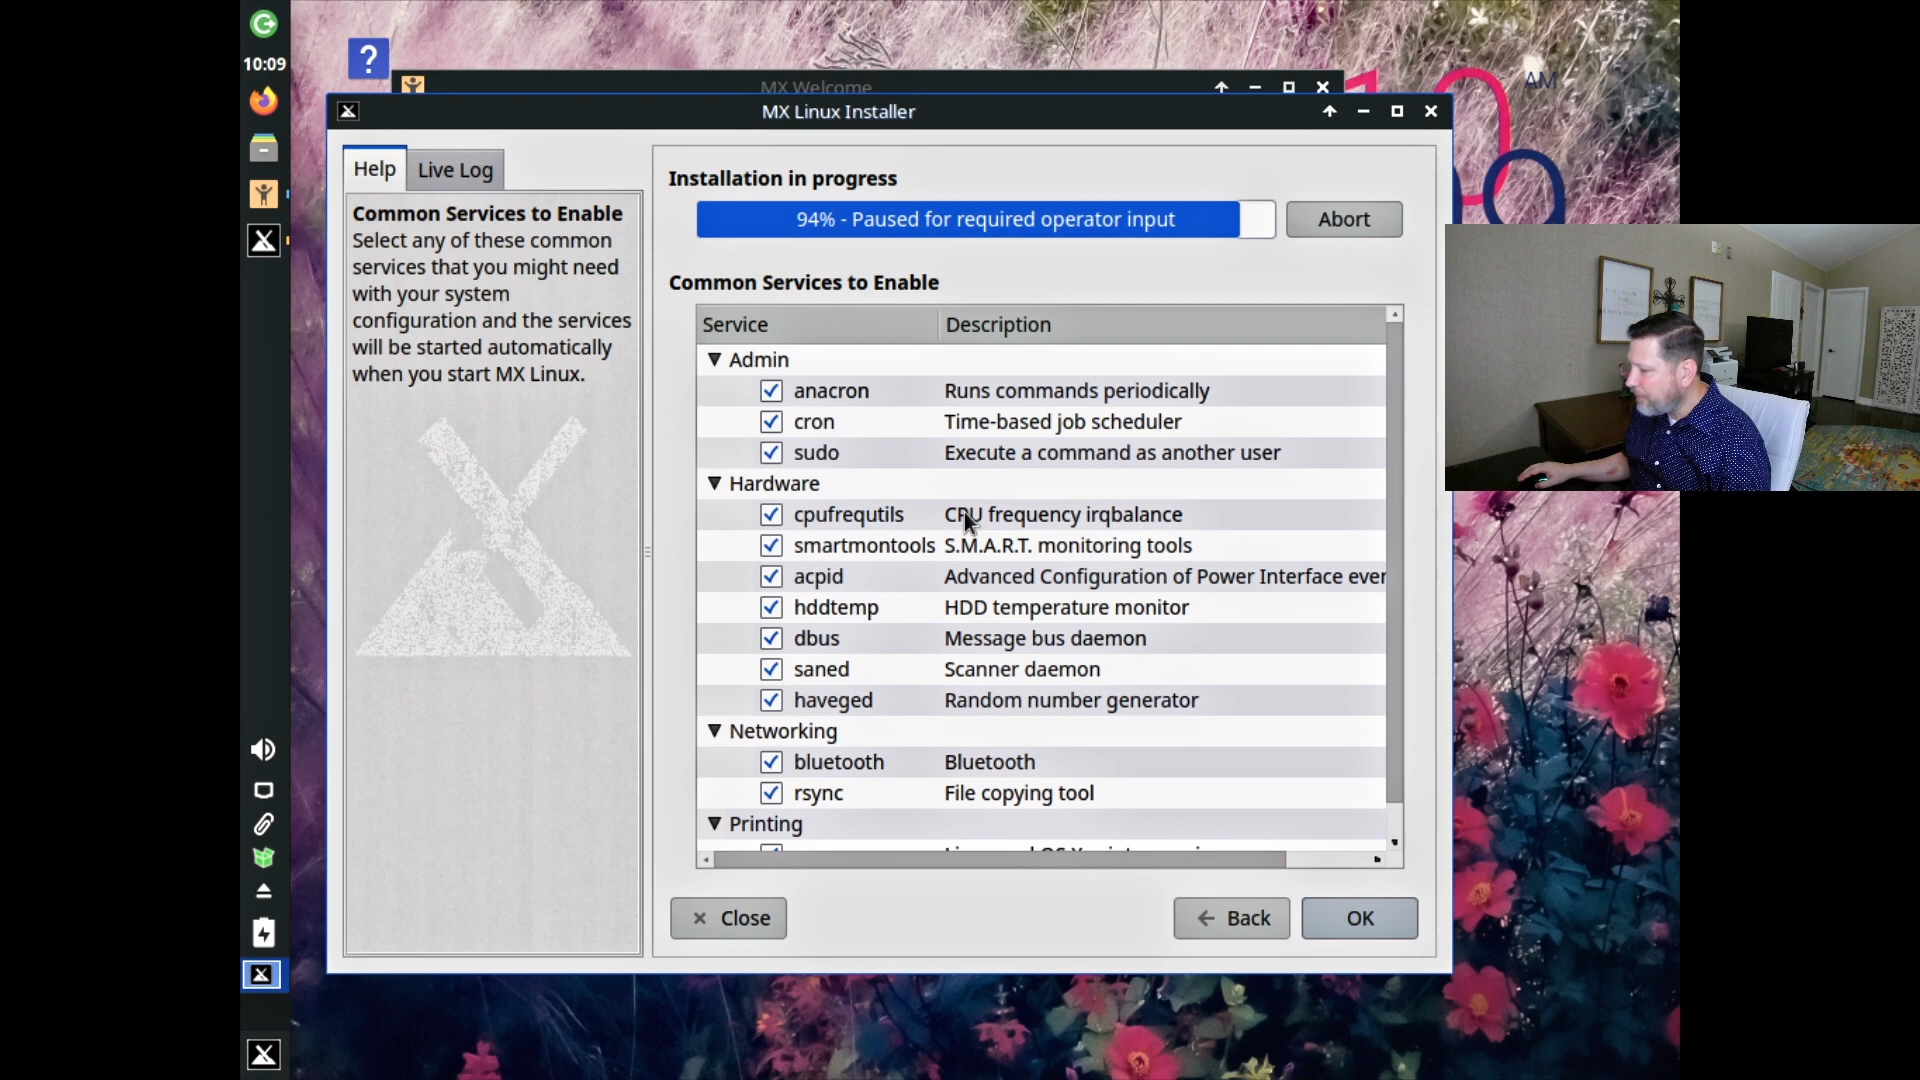 10:09
?
MX Welcome
AM
MX Linux Installer
Help
Live Log
Common Services to Enable
Select any of these common
services that you might need
with your system
configuration and the services
will be started automatically
when you start MX Linux.
Installation in progress
94% - Paused for required operator input
Abort
Common Services to Enable
Service Description
Admin
anacron Runs commands periodically
cron Time-based job scheduler
sudo Execute a command as another user
Hardware
cpufrequtils CPU frequency irqbalance
smartmontools S.M.A.R.T. monitoring tools
acpid Advanced Configuration of Power Interface ever
hddtemp HDD temperature monitor
dbus Message bus daemon
saned Scanner daemon
haveged Random number generator
Networking
bluetooth Bluetooth
rsync File copying tool
Printing
Close
Back
OK